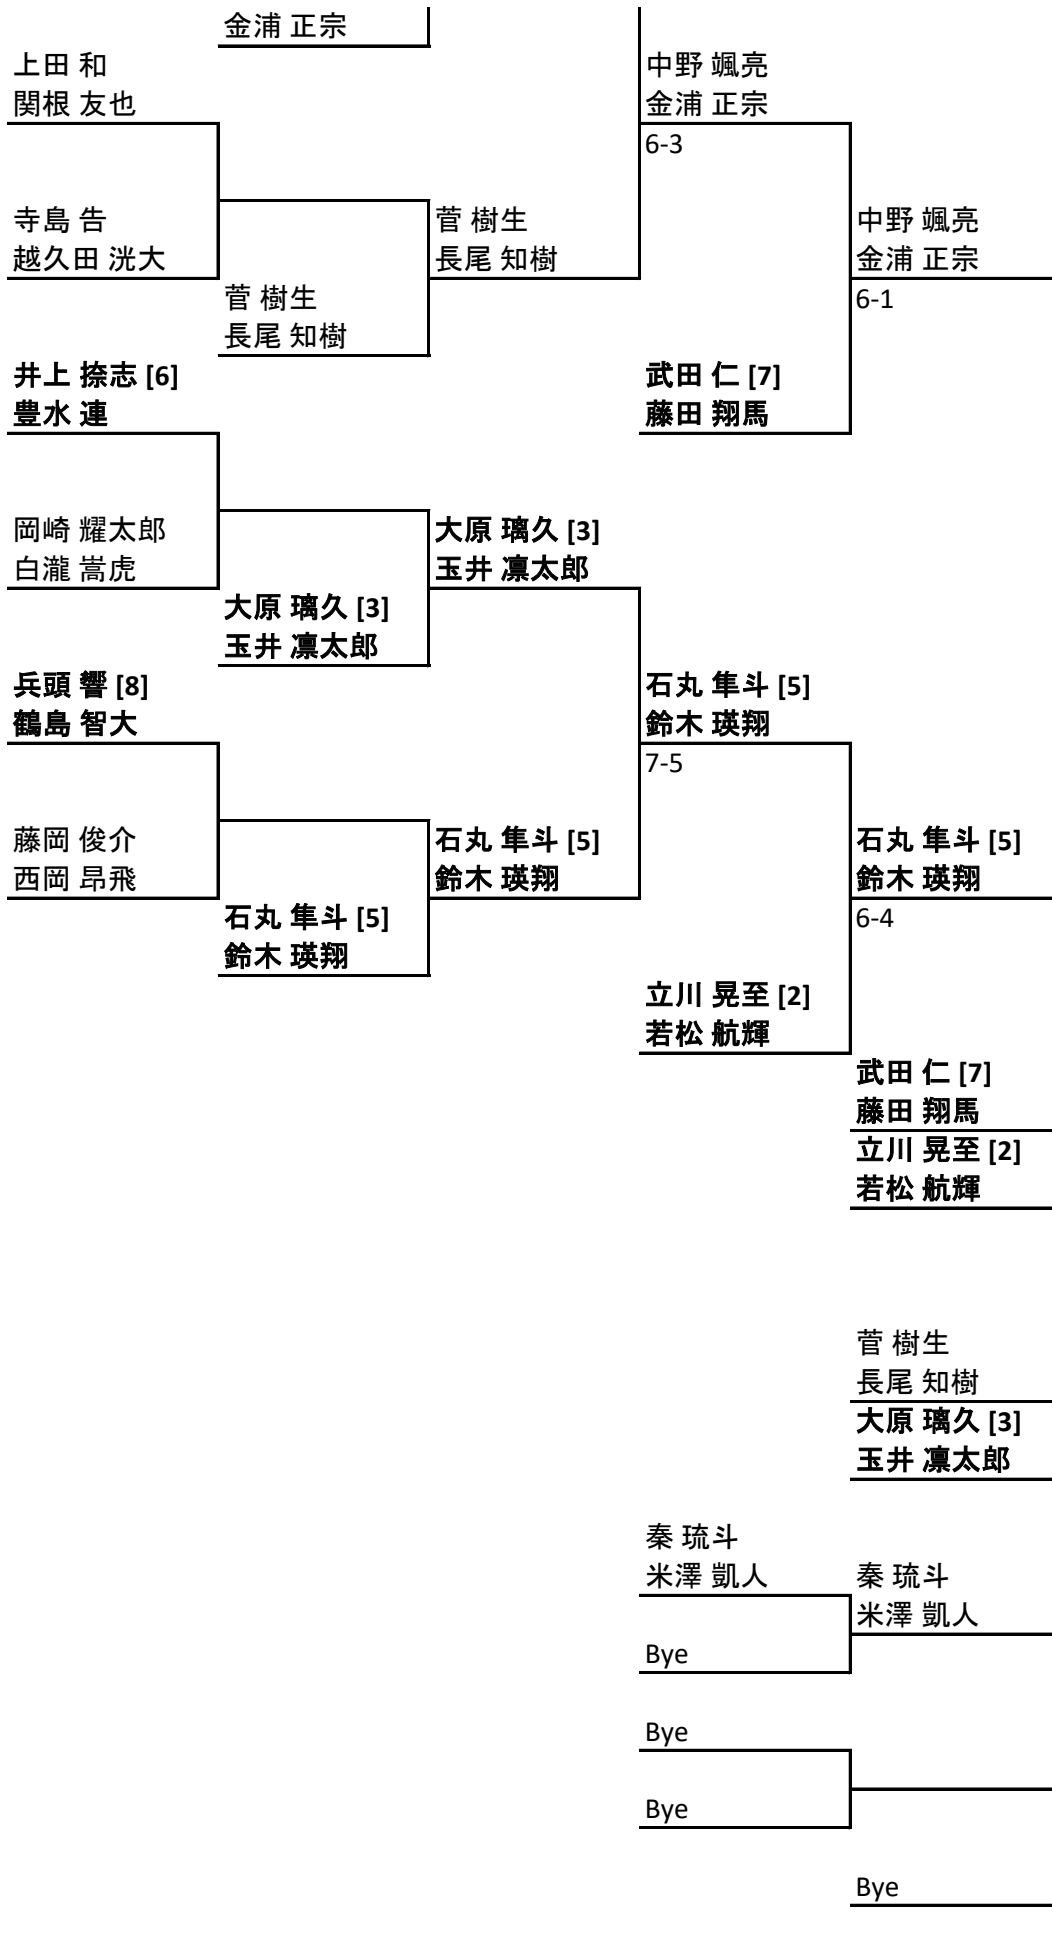 金浦 正宗
上田 和
関根 友也
中野 颯亮
金浦 正宗
6-3
寺島 告
越久田 洸大
菅 樹生
長尾 知樹
中野 颯亮
金浦 正宗
6-1
菅 樹生
長尾 知樹
井上 捺志 [6]
豊水 連
武田 仁 [7]
藤田 翔馬
岡崎 耀太郎
白瀧 嵩虎
大原 璃久 [3]
玉井 凛太郎
大原 璃久 [3]
玉井 凛太郎
兵頭 響 [8]
鶴島 智大
石丸 隼斗 [5]
鈴木 瑛翔
7-5
藤岡 俊介
西岡 昂飛
石丸 隼斗 [5]
鈴木 瑛翔
石丸 隼斗 [5]
鈴木 瑛翔
6-4
石丸 隼斗 [5]
鈴木 瑛翔
立川 晃至 [2]
若松 航輝
武田 仁 [7]
藤田 翔馬
立川 晃至 [2]
若松 航輝
菅 樹生
長尾 知樹
大原 璃久 [3]
玉井 凛太郎
秦 琉斗
米澤 凱人
秦 琉斗
米澤 凱人
Bye
Bye
Bye
Bye